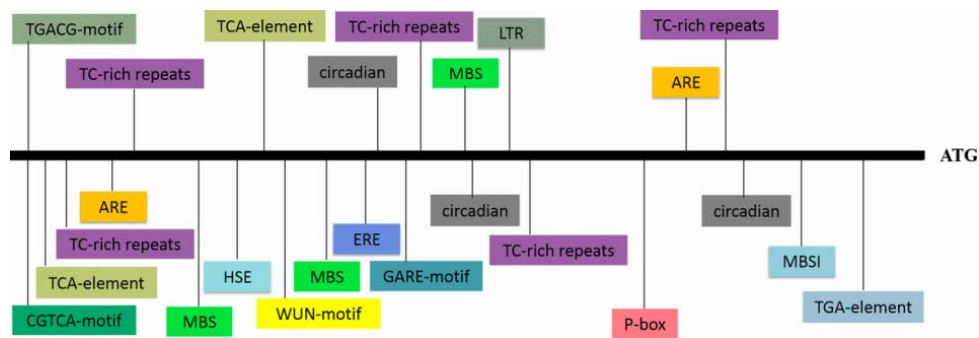 TGACG-motif
TCA-element
TC-rich repeats
LTR
TC-rich repeats
TC-rich repeats
circadian
MBS
ARE
ATG
ARE
circadian
circadian
TC-rich repeats
ERE
TC-rich repeats
MBSI
TCA-element
HSE
MBS
GARE-motif
TGA-element
CGTCA-motif
MBS
WUN-motif
P-box